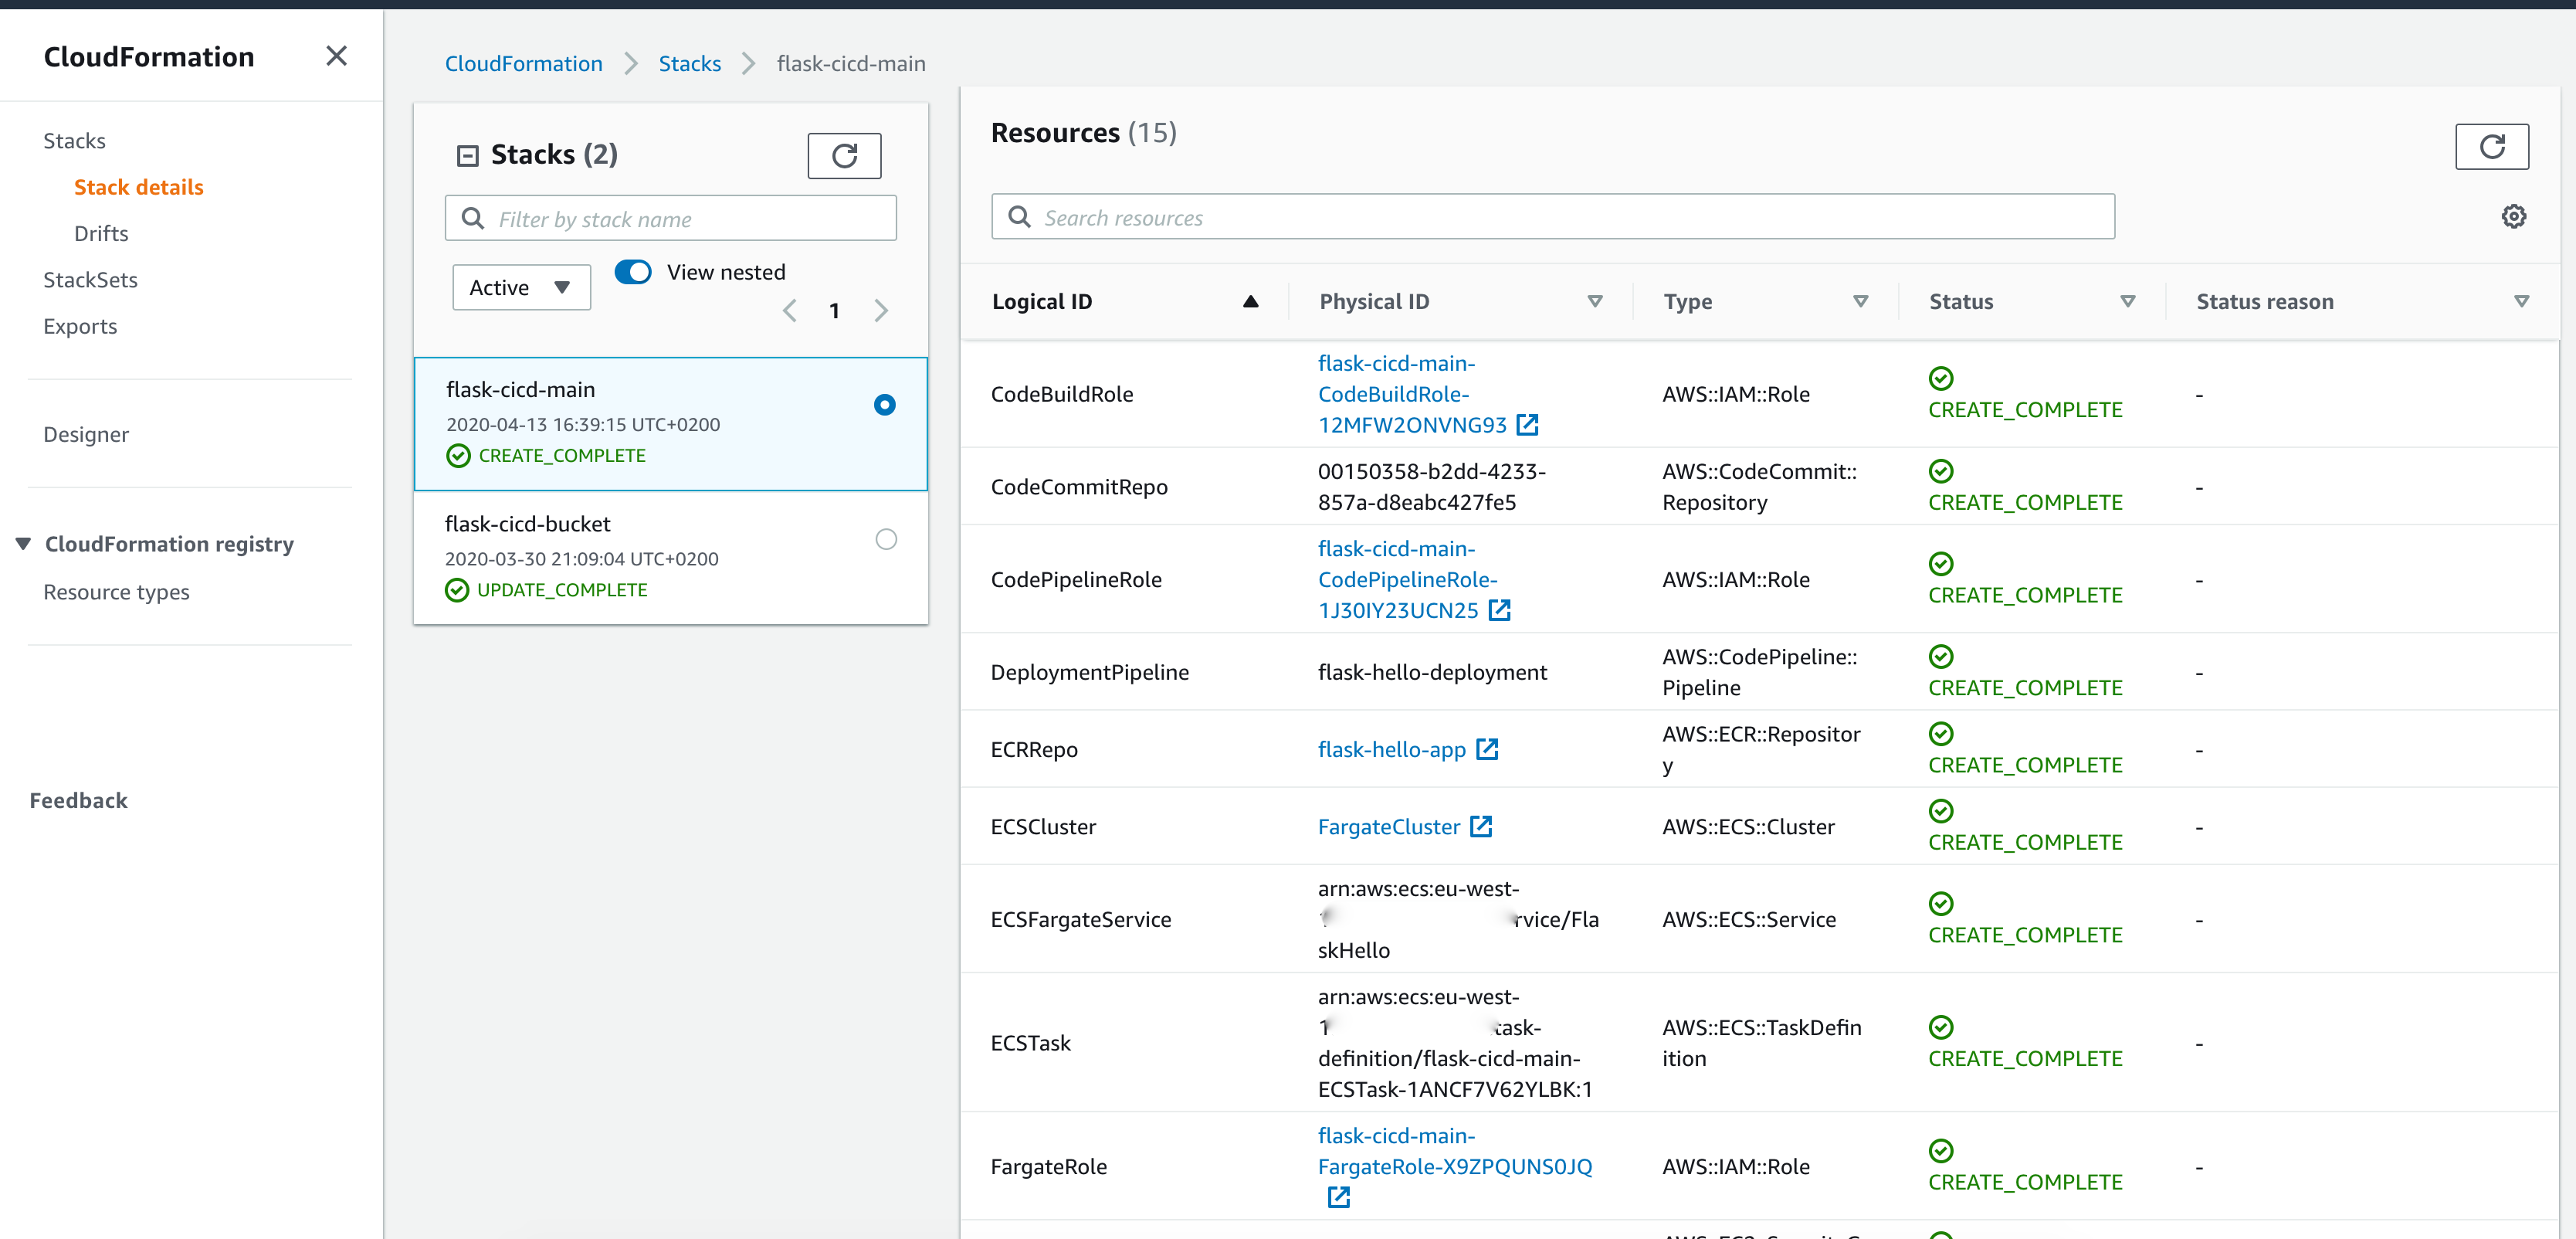 CloudFormation
Stacks
Stack details
Drifts
StackSets
Exports
Designer
CloudFormation registry
Resource types
Feedback
CloudFormation
Stacks
flask-cicd-main
Stacks (2)
Filter by stack name
Active
View nested
1
flask-cicd-main
2020-04-13 16:39:15 UTC+0200
CREATE_COMPLETE
flask-cicd-bucket
2020-03-30 21:09:04 UTC+0200
UPDATE_COMPLETE
Resources (15)
Search resources
Logical ID
Physical ID
Type
Status
Status reason
CodeBuildRole
flask-cicd-main-
CodeBuildRole-
12MFW2ONVNG93
AWS::IAM::Role
CREATE_COMPLETE
-
CodeCommitRepo
00150358-b2dd-4233-
857a-d8eabc427fe5
AWS::CodeCommit::
Repository
CREATE_COMPLETE
-
CodePipelineRole
flask-cicd-main-
CodePipelineRole-
1J30IY23UCN25
AWS::IAM::Role
CREATE_COMPLETE
-
DeploymentPipeline
flask-hello-deployment
AWS::CodePipeline::
Pipeline
CREATE_COMPLETE
-
ECRRepo
flask-hello-app
AWS::ECR::Repositor
y
CREATE_COMPLETE
-
ECSCluster
FargateCluster
AWS::ECS::Cluster
CREATE_COMPLETE
-
ECSFargateService
arn:aws:ecs:eu-west-
rvice/Fla
skHello
AWS::ECS::Service
CREATE_COMPLETE
-
ECSTask
arn:aws:ecs:eu-west-
1 task-
definition/flask-cicd-main-
ECSTask-1ANCF7V62YLBK:1
AWS::ECS::TaskDefin
ition
CREATE_COMPLETE
-
FargateRole
flask-cicd-main-
FargateRole-X9ZPQUNS0JQ
AWS::IAM::Role
CREATE_COMPLETE
-